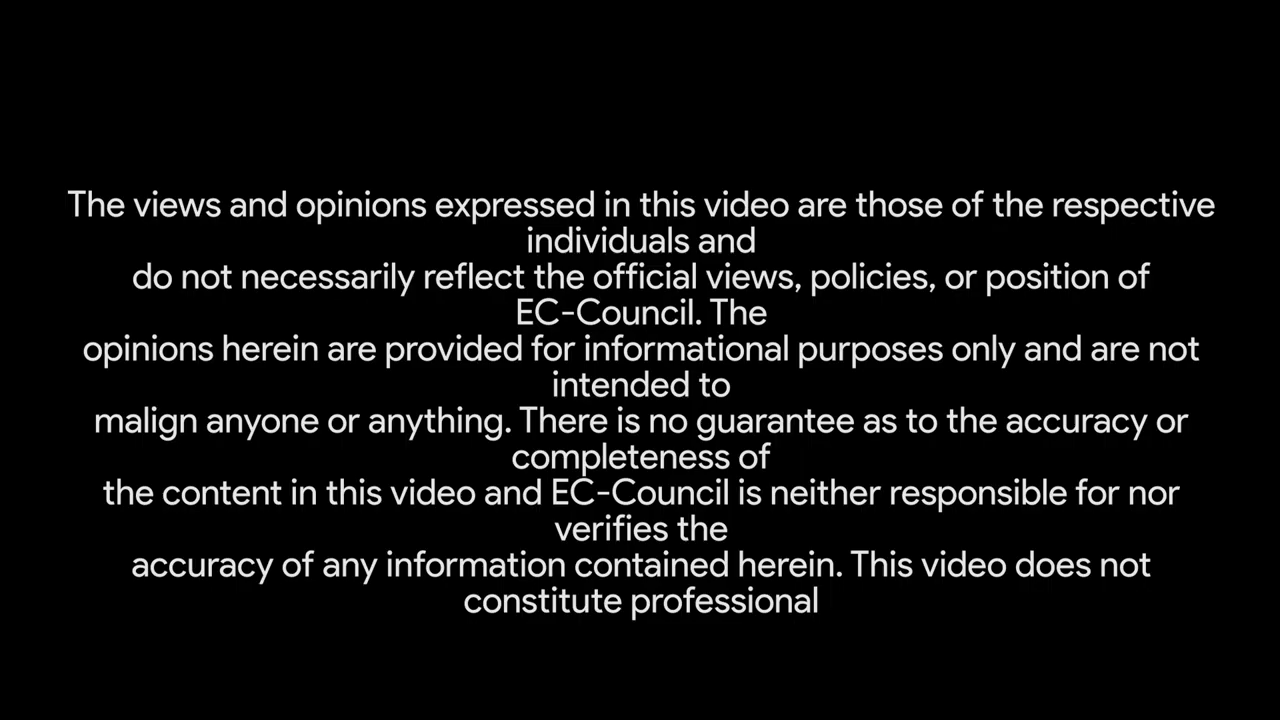 The views and opinions expressed in this video are those of the respective
individuals and
do not necessarily reflect the official views, policies, or position of
EC-Council. The
opinions herein are provided for informational purposes only and are not
intended to
malign anyone or anything. There is no guarantee as to the accuracy or
completeness of
the content in this video and EC-Council is neither responsible for nor
verifies the
accuracy of any information contained herein. This video does not
constitute professional